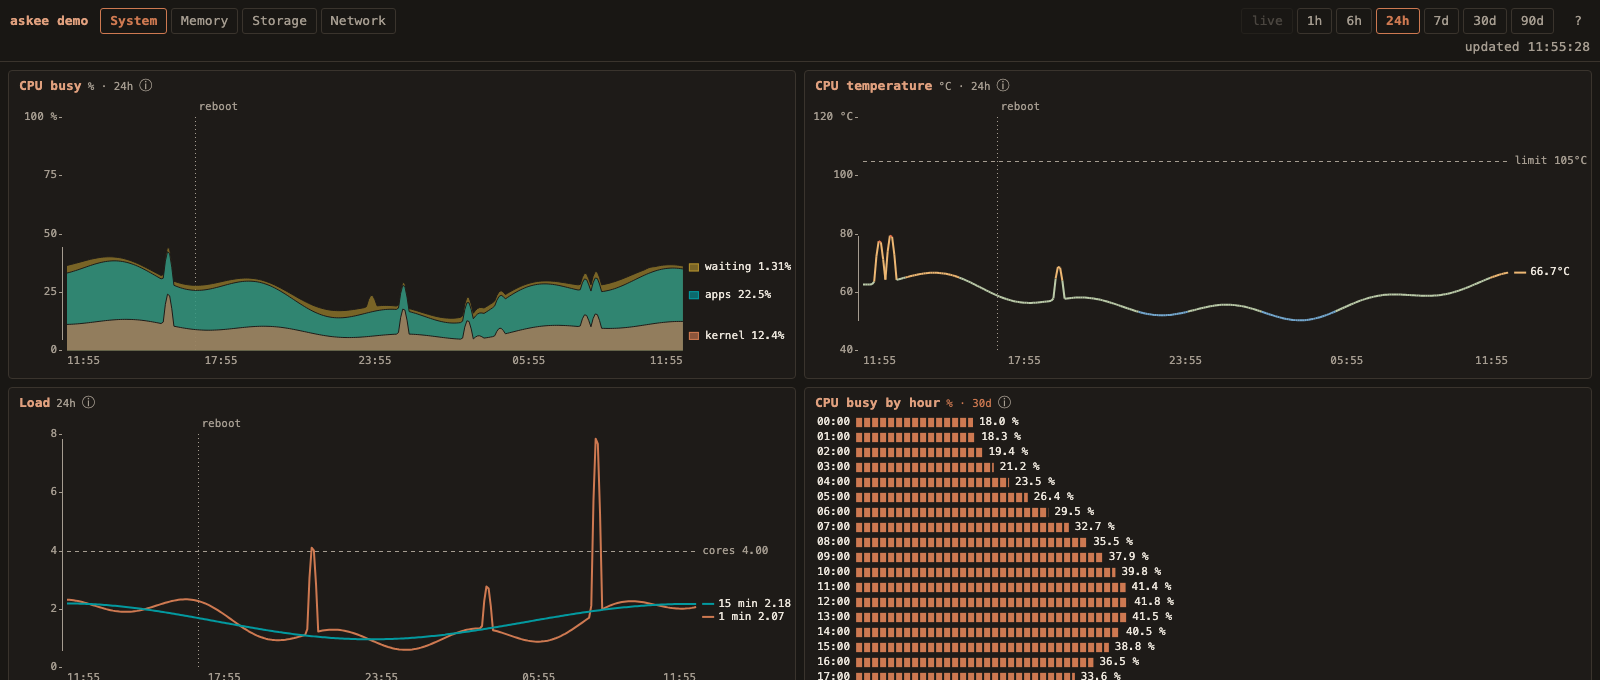 askee demo System Memory Storage Network live 1h 6h 24h 7d 30d 90d ?
updated 11:55:28
CPU busy % · 24h ⓘ
reboot
100 %
75
50
25
0
waiting 1.31%
apps 22.5%
kernel 12.4%
11:55 17:55 23:55 05:55 11:55
CPU temperature °C · 24h ⓘ
reboot
120 °C
limit 105°C
100
80
60
40
66.7°C
11:55 17:55 23:55 05:55 11:55
Load 24h ⓘ
reboot
8
6
4
cores 4.00
2
15 min 2.18
1 min 2.07
0
11:55 17:55 23:55 05:55 11:55
CPU busy by hour % · 30d ⓘ
00:00 18.0 %
01:00 18.3 %
02:00 19.4 %
03:00 21.2 %
04:00 23.5 %
05:00 26.4 %
06:00 29.5 %
07:00 32.7 %
08:00 35.5 %
09:00 37.9 %
10:00 39.8 %
11:00 41.4 %
12:00 41.8 %
13:00 41.5 %
14:00 40.5 %
15:00 38.8 %
16:00 36.5 %
17:00 33.6 %